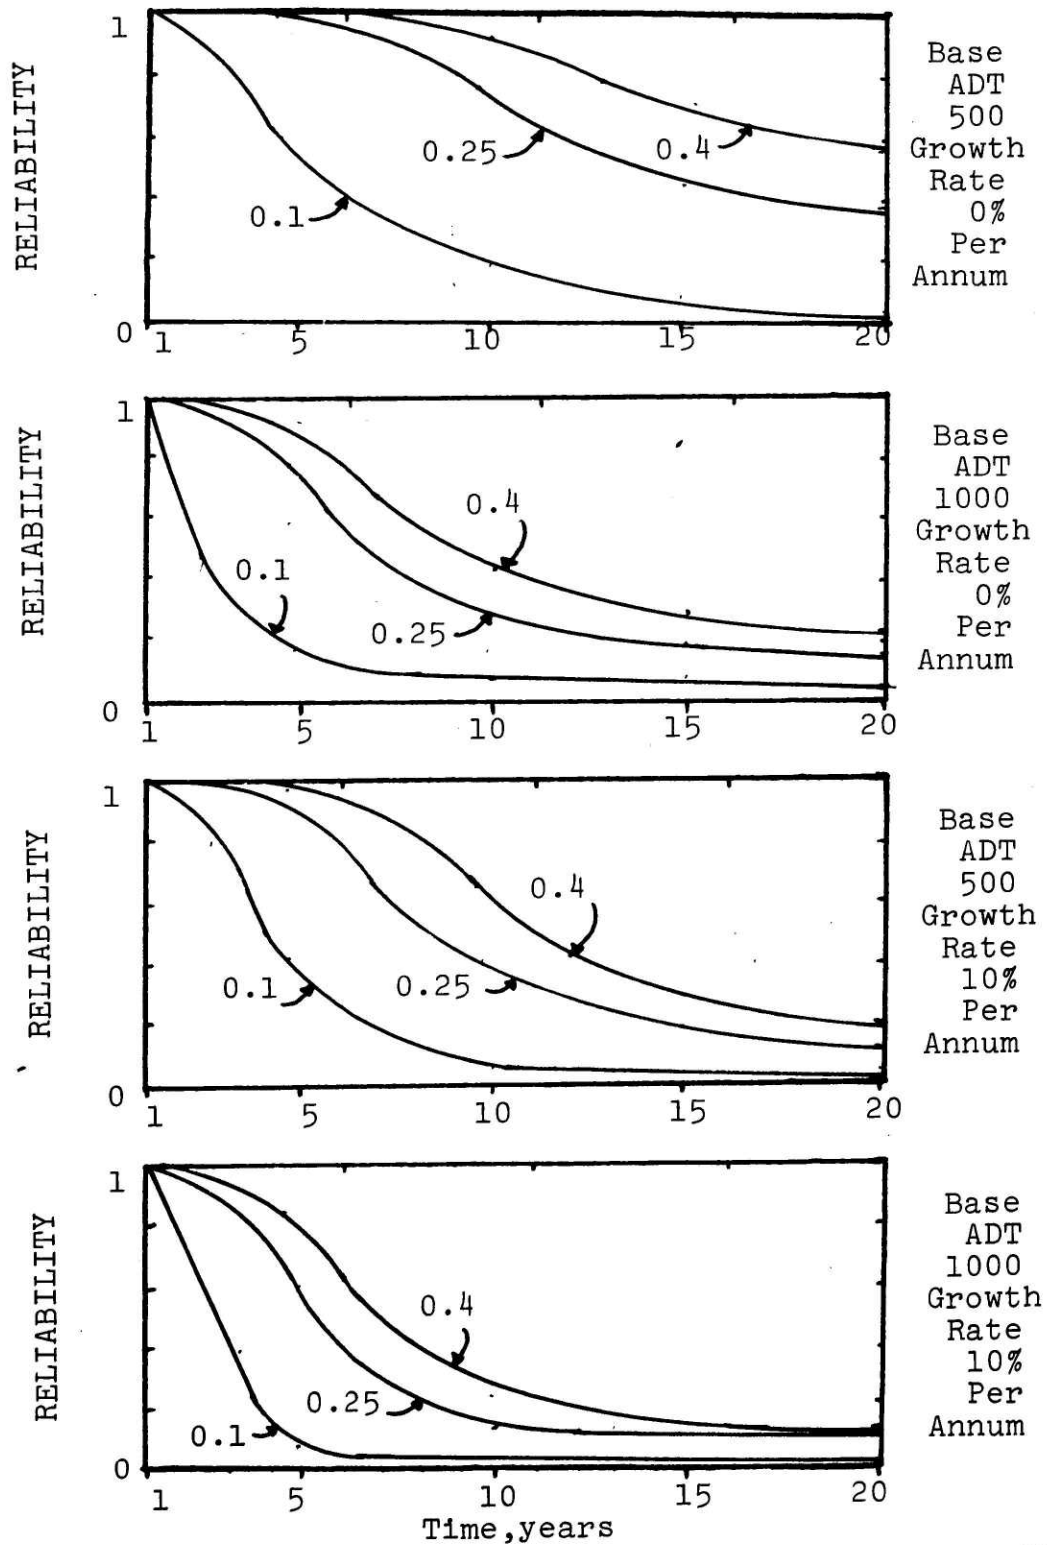 RELIABILITY
1
0
0.1
0.25
0.4
1 5 10 15 20
Base
ADT
500
Growth
Rate
0%
Per
Annum
RELIABILITY
1
0
0.1
0.25
0.4
1 5 10 15 20
Base
ADT
1000
Growth
Rate
0%
Per
Annum
RELIABILITY
1
0
0.1
0.25
0.4
1 5 10 15 20
Base
ADT
500
Growth
Rate
10%
Per
Annum
RELIABILITY
1
0
0.1
0.25
0.4
1 5 10 15 20
Time,years
Base
ADT
1000
Growth
Rate
10%
Per
Annum